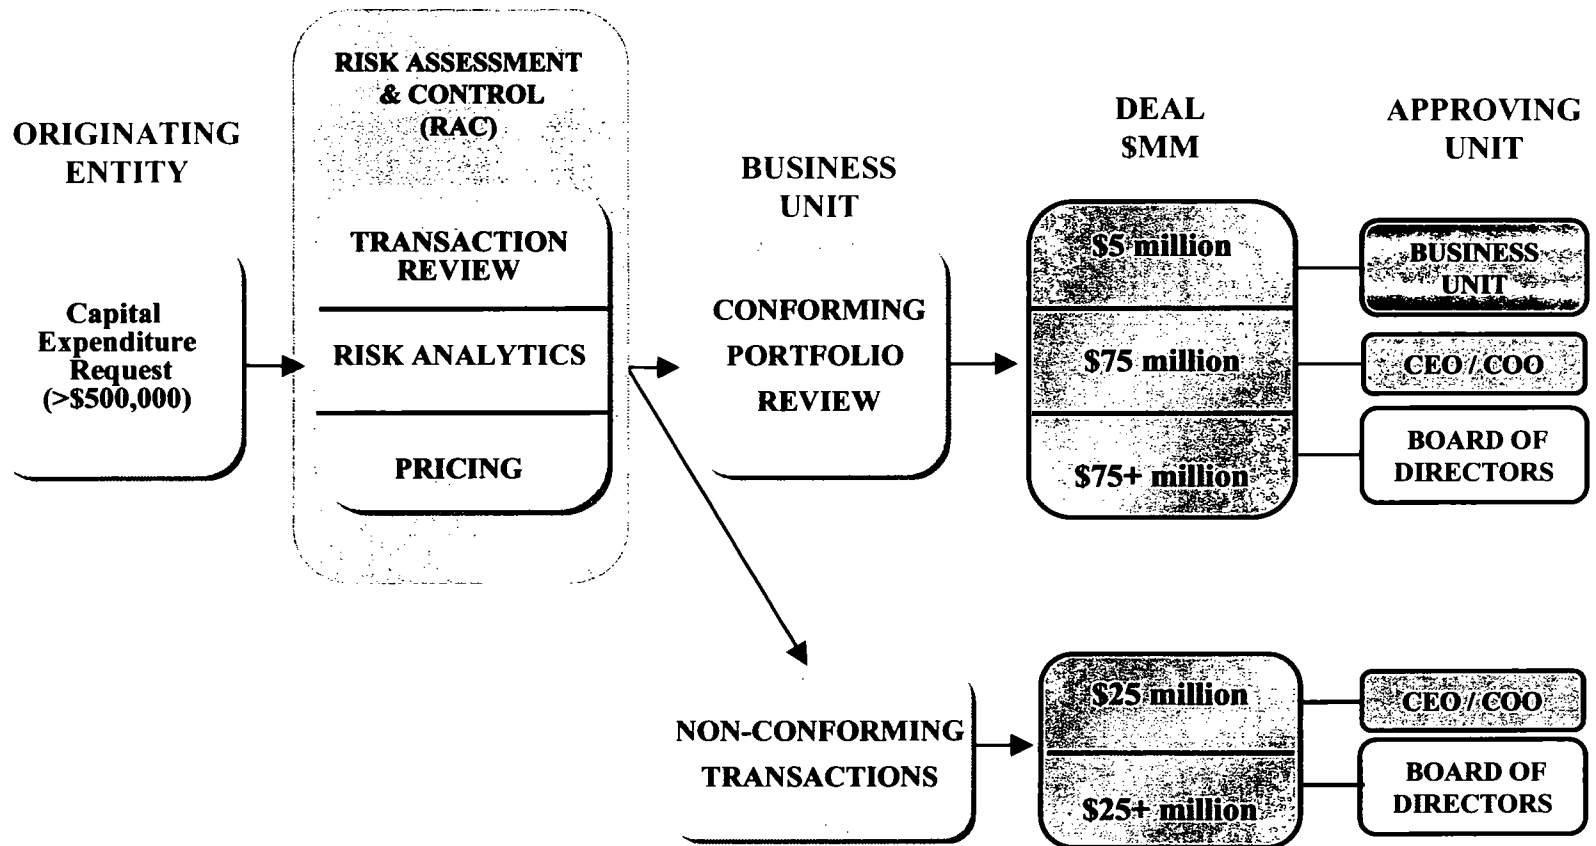 ORIGINATING
ENTITY
Capital
Expenditure
Request
(>$500,000)
RISK ASSESSMENT
& CONTROL
(RAC)
TRANSACTION
REVIEW
RISK ANALYTICS
PRICING
BUSINESS
UNIT
CONFORMING
PORTFOLIO
REVIEW
DEAL
$MM
$5 million
$75 million
$75+ million
APPROVING
UNIT
BUSINESS
UNIT
CEO / COO
BOARD OF
DIRECTORS
NON-CONFORMING
TRANSACTIONS
$25 million
$25+ million
CEO / COO
BOARD OF
DIRECTORS